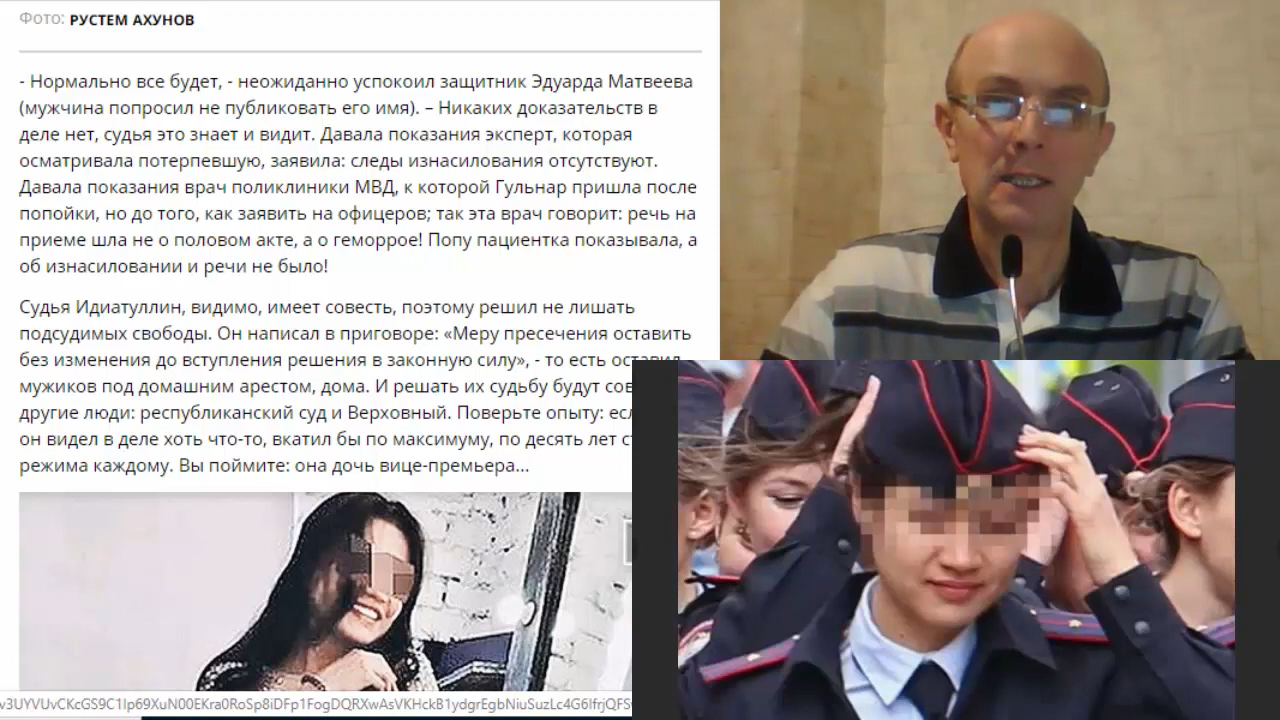 Фото: РУСТЕМ АХУНОВ
- Нормально все будет, - неожиданно успокоил защитник Эдуарда Матвеева
(мужчина попросил не публиковать его имя). – Никаких доказательств в
деле нет, судья это знает и видит. Давала показания эксперт, которая
осматривала потерпевшую, заявила: следы изнасилования отсутствуют.
Давала показания врач поликлиники МВД, к которой Гульнар пришла после
попойки, но до того, как заявить на офицеров; так эта врач говорит: речь на
приеме шла не о половом акте, а о геморрое! Попу пациентка показывала, а
об изнасиловании и речи не было!
Судья Идиатуллин, видимо, имеет совесть, поэтому решил не лишать
подсудимых свободы. Он написал в приговоре: «Меру пресечения оставить
без изменения до вступления решения в законную силу», - то есть оставил
мужиков под домашним арестом, дома. И решать их судьбу будут
другие люди: республиканский суд и Верховный. Поверьте опыту:
он видел в деле хоть что-то, вкатил бы по максимуму, по десять лет
режима каждому. Вы поймите: она дочь вице-премьера...